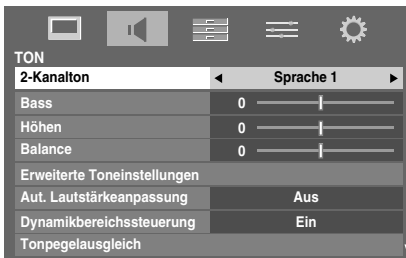 TON
2-Kanalton ◀ Sprache 1 ▶
Bass 0
Höhen 0
Balance 0
Erweiterte Toneinstellungen
Aut. Lautstärkeanpassung Aus
Dynamikbereichssteuerung Ein
Tonpegelausgleich